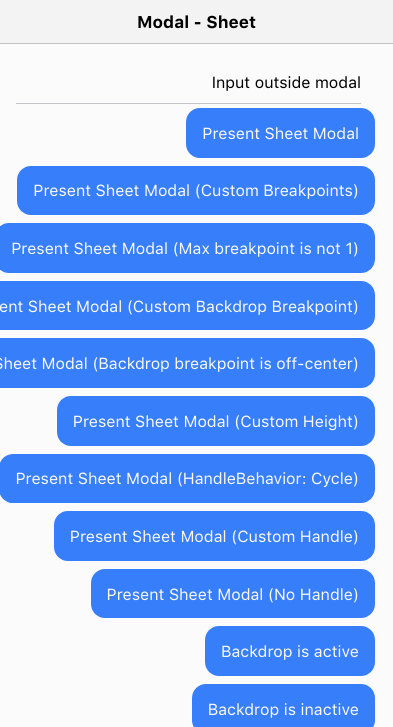 Modal - Sheet
Input outside modal
Present Sheet Modal
Present Sheet Modal (Custom Breakpoints)
Present Sheet Modal (Max breakpoint is not 1)
ent Sheet Modal (Custom Backdrop Breakpoint)
Sheet Modal (Backdrop breakpoint is off-center)
Present Sheet Modal (Custom Height)
Present Sheet Modal (HandleBehavior: Cycle)
Present Sheet Modal (Custom Handle)
Present Sheet Modal (No Handle)
Backdrop is active
Backdrop is inactive